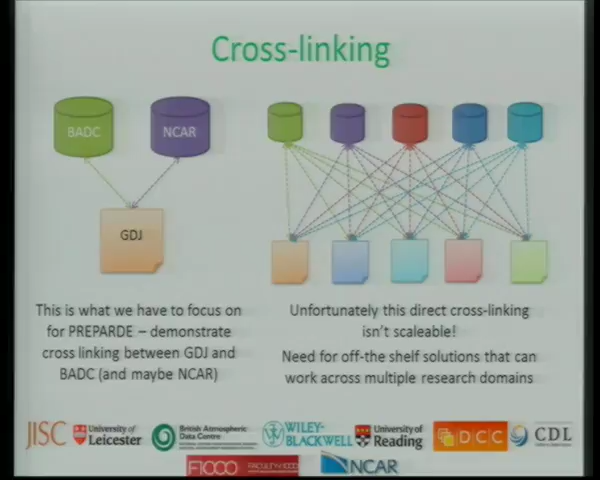 Cross-linking
BADC
NCAR
GDJ
This is what we have to focus on
for PREPARDE – demonstrate
cross linking between GDJ and
BADC (and maybe NCAR)
Unfortunately this direct cross-linking
isn't scaleable!
Need for off-the shelf solutions that can
work across multiple research domains
JISC
University of
Leicester
British Atmospheric
Data Centre
WILEY-
BLACKWELL
University of
Reading
DCC
CDL
F1000
FACULTY of 1000
NCAR